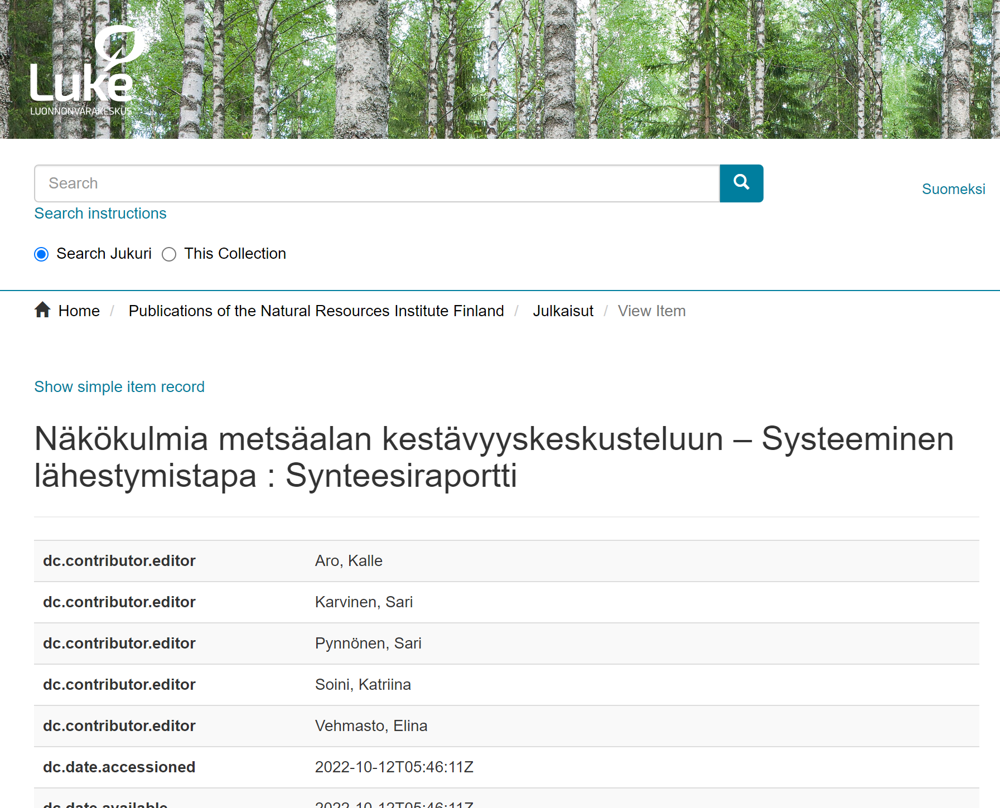 Luke
LUONNONVARAKESKUS
Search
Suomeksi
Search instructions
Search Jukuri This Collection
Home / Publications of the Natural Resources Institute Finland / Julkaisut / View Item
Show simple item record
Näkökulmia metsäalan kestävyyskeskusteluun – Systeeminen
lähestymistapa : Synteesiraportti
dc.contributor.editor Aro, Kalle
dc.contributor.editor Karvinen, Sari
dc.contributor.editor Pynnönen, Sari
dc.contributor.editor Soini, Katriina
dc.contributor.editor Vehmasto, Elina
dc.date.accessioned 2022-10-12T05:46:11Z
dc.date.available 2022-10-12T05:46:11Z